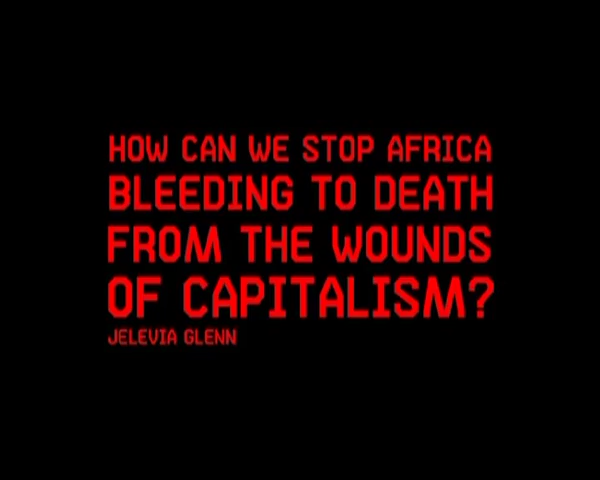 HOW CAN WE STOP AFRICA
BLEEDING TO DEATH
FROM THE WOUNDS
OF CAPITALISM?
JELEVIA GLENN